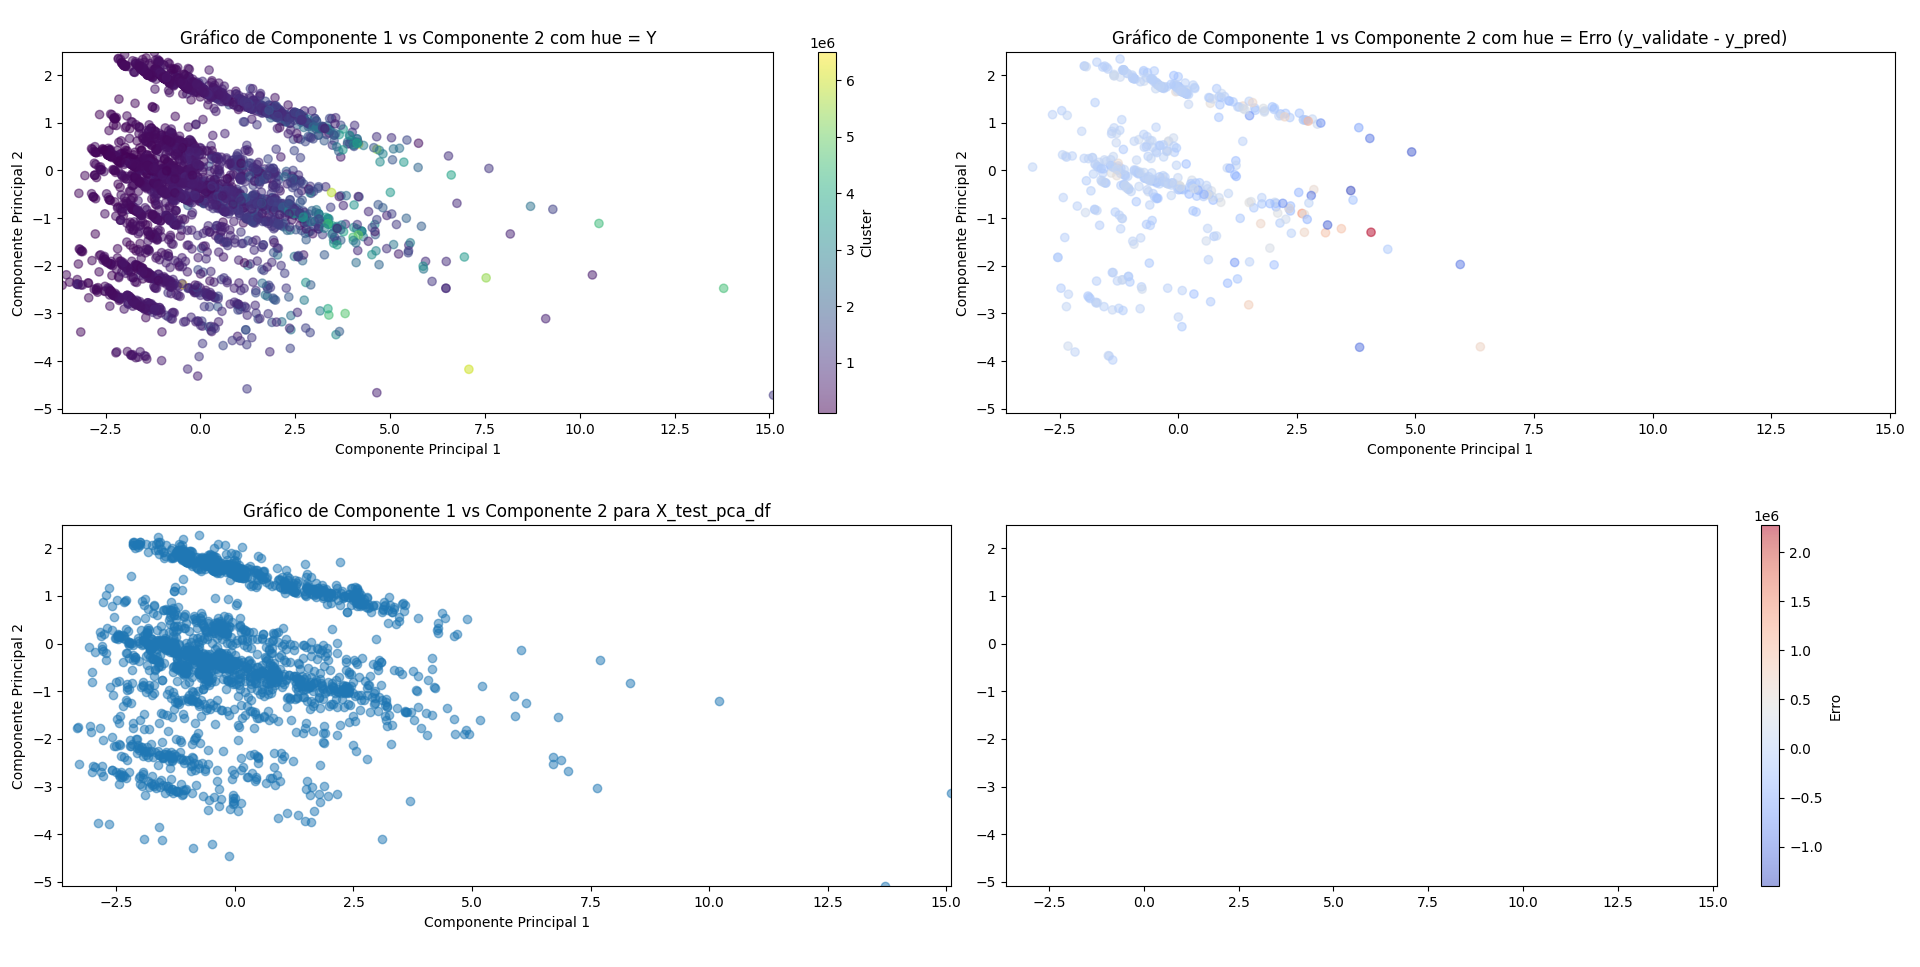 Gráfico de Componente 1 vs Componente 2 com hue = Y
1e6
2
1
0
−1
−2
−3
−4
−5
Componente Principal 2
−2.5 0.0 2.5 5.0 7.5 10.0 12.5 15.0
Componente Principal 1
6
5
4
3
2
1
Cluster
Gráfico de Componente 1 vs Componente 2 com hue = Erro (y_validate - y_pred)
2
1
0
−1
−2
−3
−4
−5
Componente Principal 2
−2.5 0.0 2.5 5.0 7.5 10.0 12.5 15.0
Componente Principal 1
Gráfico de Componente 1 vs Componente 2 para X_test_pca_df
2
1
0
−1
−2
−3
−4
−5
Componente Principal 2
−2.5 0.0 2.5 5.0 7.5 10.0 12.5 15.0
Componente Principal 1
2
1
0
−1
−2
−3
−4
−5
−2.5 0.0 2.5 5.0 7.5 10.0 12.5 15.0
1e6
2.0
1.5
1.0
0.5
0.0
−0.5
−1.0
Erro